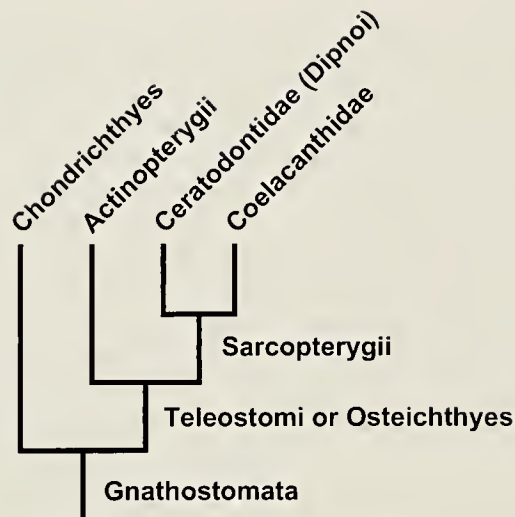 Chondrichthyes
Actinopterygii
Ceratodontidae (Dipnoi)
Coelacanthidae
Sarcopterygii
Teleostomi or Osteichthyes
Gnathostomata